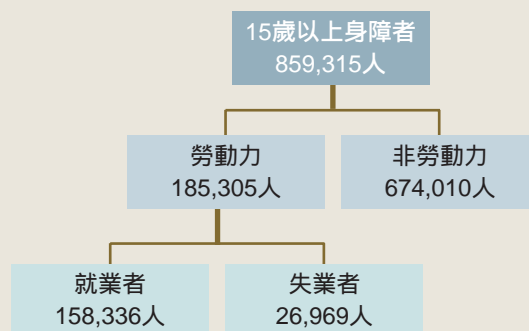 15歲以上身障者
859,315人
勞動力
185,305人
非勞動力
674,010人
就業者
158,336人
失業者
26,969人